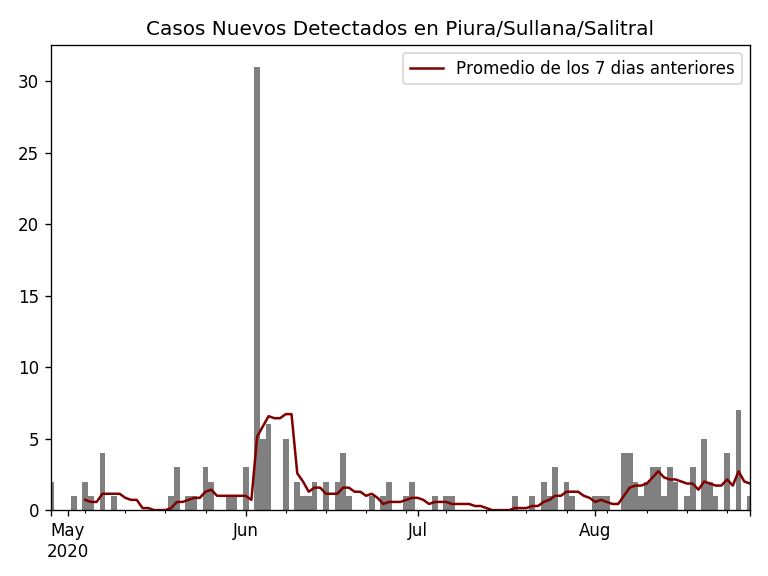 Casos Nuevos Detectados en Piura/Sullana/Salitral
Promedio de los 7 dias anteriores
30
25
20
15
10
5
0
May Jun Jul Aug
2020